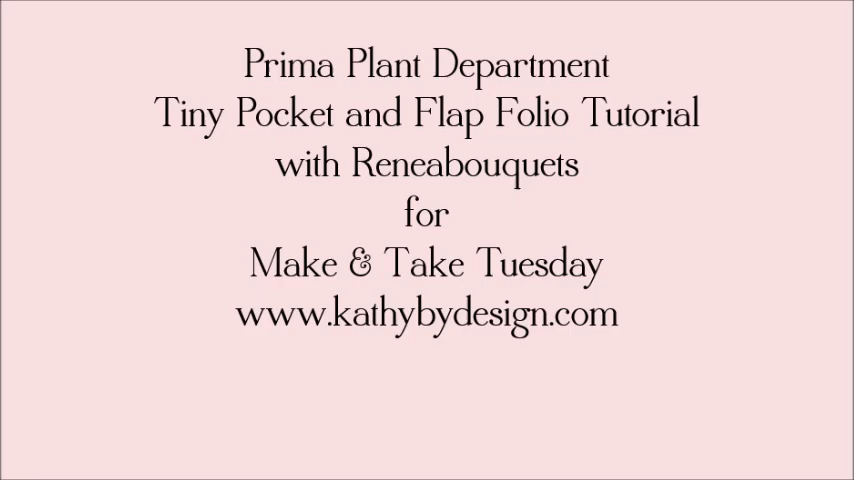 Prima Plant Department
Tiny Pocket and Flap Folio Tutorial
with Reneabouquets
for
Make & Take Tuesday
www.kathybydesign.com